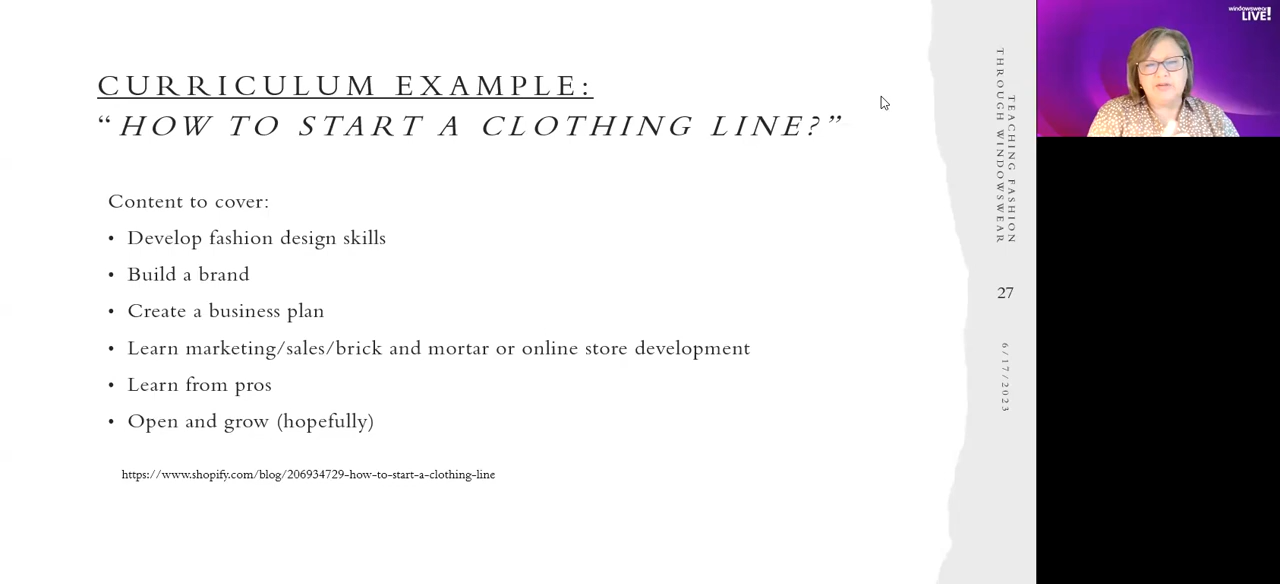 CURRICULUM EXAMPLE:
“HOW TO START A CLOTHING LINE?”
Content to cover:
• Develop fashion design skills
• Build a brand
• Create a business plan
• Learn marketing/sales/brick and mortar or online store development
• Learn from pros
• Open and grow (hopefully)
https://www.shopify.com/blog/206934729-how-to-start-a-clothing-line
TEACHING FASHION
THROUGH WINDOWSWEAR
27
6/17/2023
windowswear
LIVE!